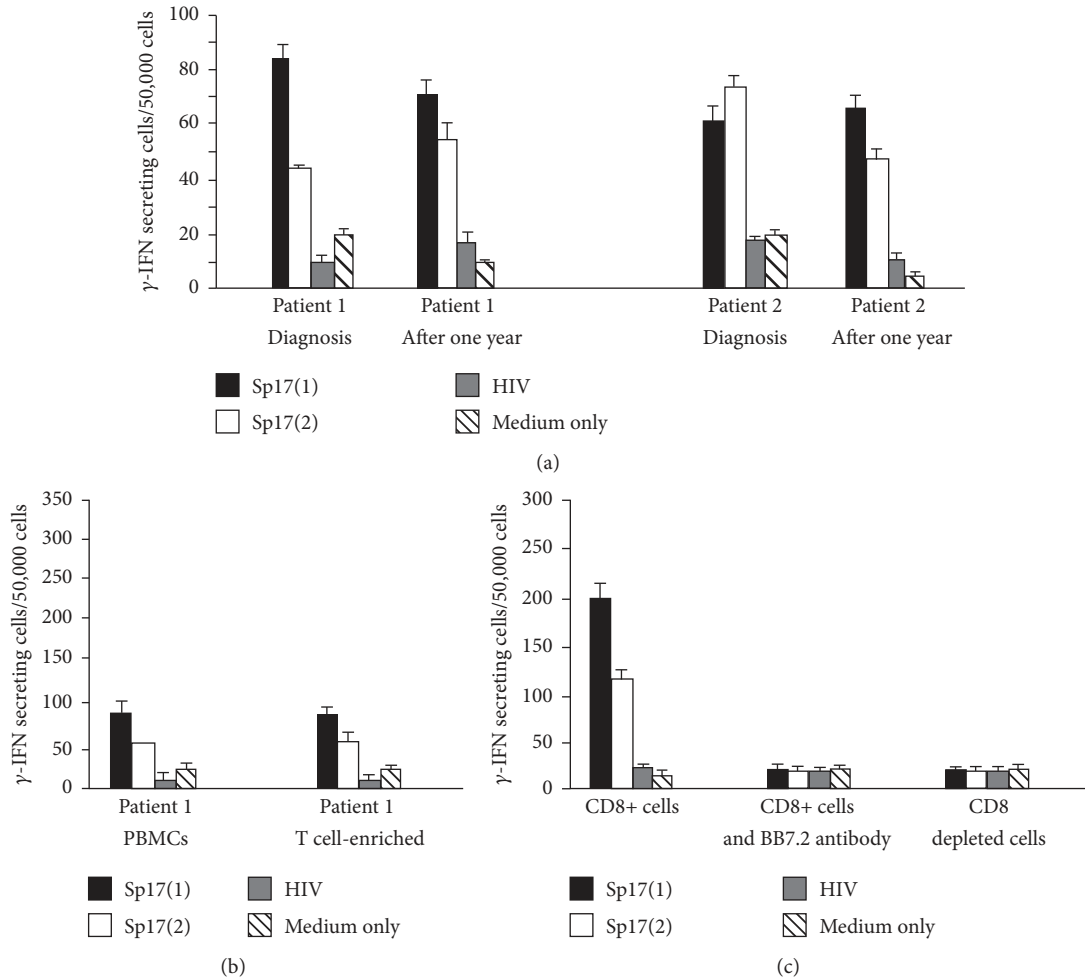 γ-IFN secreting cells/50,000 cells
100
80
60
40
20
0
Patient 1 Patient 1 Patient 2 Patient 2
Diagnosis After one year Diagnosis After one year
Sp17(1) HIV
Sp17(2) Medium only
(a)
γ-IFN secreting cells/50,000 cells
350
300
250
200
150
100
50
0
Patient 1 Patient 1
PBMCs T cell-enriched
Sp17(1) HIV
Sp17(2) Medium only
(b)
γ-IFN secreting cells/50,000 cells
300
250
200
150
100
50
0
CD8+ cells CD8+ cells CD8
and BB7.2 antibody depleted cells
Sp17(1) HIV
Sp17(2) Medium only
(c)